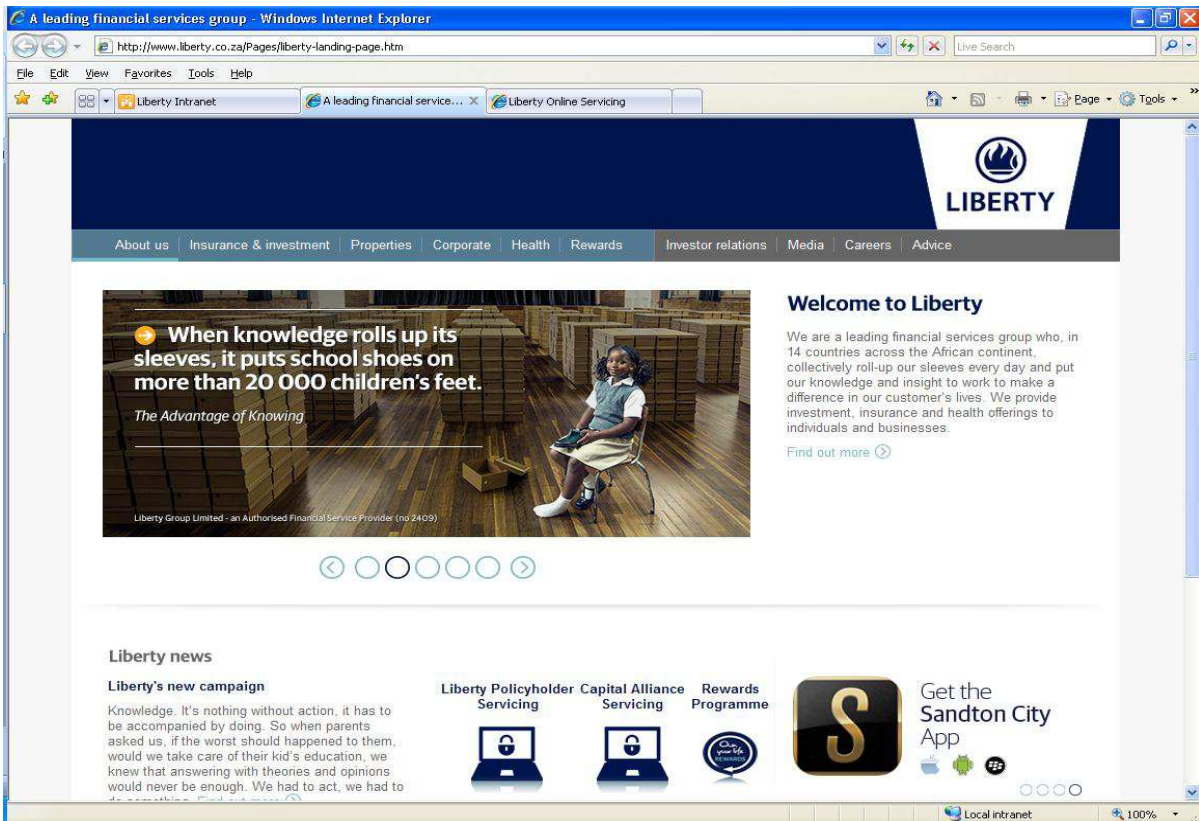 A leading financial services group - Windows Internet Explorer
http://www.liberty.co.za/Pages/liberty-landing-page.htm
Live Search
File Edit View Favorites Tools Help
Liberty Intranet
A leading financial service...
Liberty Online Servicing
Page
Tools
LIBERTY
About us Insurance & investment Properties Corporate Health Rewards Investor relations Media Careers Advice
When knowledge rolls up its
sleeves, it puts school shoes on
more than 20 000 children's feet.
The Advantage of Knowing
Liberty Group Limited - an Authorised Financial Service Provider (no 2409)
Welcome to Liberty
We are a leading financial services group who, in
14 countries across the African continent,
collectively roll-up our sleeves every day and put
our knowledge and insight to work to make a
difference in our customer's lives. We provide
investment, insurance and health offerings to
individuals and businesses.
Find out more
Liberty news
Liberty's new campaign
Knowledge. It's nothing without action, it has to
be accompanied by doing. So when parents
asked us, if the worst should happened to them,
would we take care of their kid's education, we
knew that answering with theories and opinions
would never be enough. We had to act, we had to
do something. Find out more
Liberty Policyholder
Servicing
Capital Alliance
Servicing
Rewards
Programme
Own
your life
REWARDS
S
Get the
Sandton City
App
Local intranet
100%